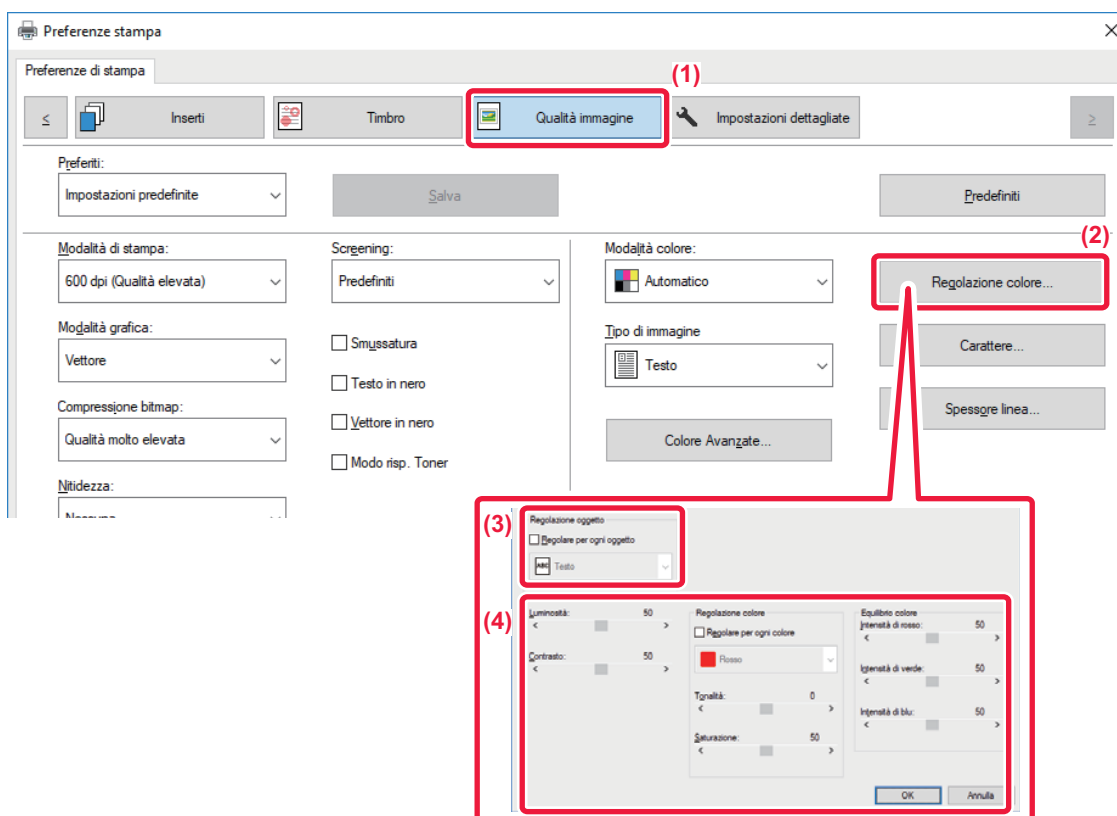 Preferenze stampa
Preferenze di stampa
(1)
<
Inserti
Timbro
Qualità immagine
Impostazioni dettagliate
>
Preferiti:
Impostazioni predefinite
Salva
Predefiniti
(2)
Modalità di stampa:
Screening:
Modalità colore:
600 dpi (Qualità elevata)
Predefiniti
Automatico
Regolazione colore...
Modalità grafica:
Smussatura
Tipo di immagine
Vettore
Testo
Carattere...
Testo in nero
Compressione bitmap:
Vettore in nero
Spessore linea...
Qualità molto elevata
Colore Avanzate...
Modo risp. Toner
Nitidezza:
(3)
Regolazione oggetto
Regolare per ogni oggetto
ABC Testo
(4)
Luminosità: 50
Contrasto: 50
Regolazione colore
Regolare per ogni colore
Rosso
Tonalità: 0
Saturazione: 50
Equilibrio colore
Intensità di rosso: 50
Intensità di verde: 50
Intensità di blu: 50
OK
Annulla